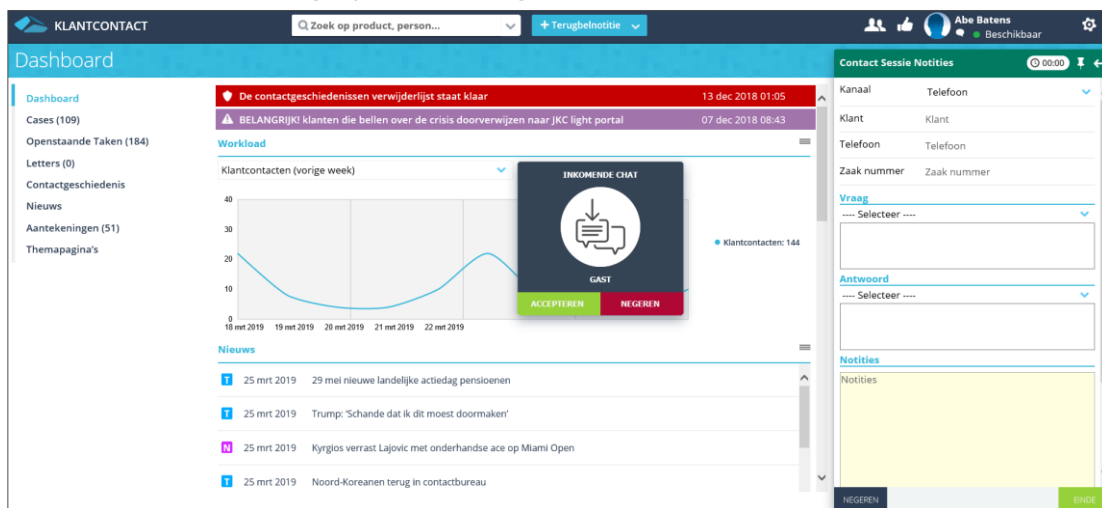 KLANTCONTACT
Zoek op product, person...
+ Terugbelnotitie
Abe Batens
Beschikbaar
Dashboard
Dashboard
Cases (109)
Openstaande Taken (184)
Letters (0)
Contactgeschiedenis
Nieuws
Aantekeningen (51)
Themapagina's
De contactgeschiedenissen verwijderlijst staat klaar 13 dec 2018 01:05
BELANGRIJK! klanten die bellen over de crisis doorverwijzen naar JKC light portal 07 dec 2018 08:43
Workload
Klantcontacten (vorige week)
40
30
20
10
0
18 mrt 2019 19 mrt 2019 20 mrt 2019 21 mrt 2019 22 mrt 2019
Klantcontacten: 144
INKOMENDE CHAT
GAST
ACCEPTEREN NEGEREN
Nieuws
T 25 mrt 2019 29 mei nieuwe landelijke actiedag pensioenen
T 25 mrt 2019 Trump: 'Schande dat ik dit moest doormaken'
N 25 mrt 2019 Kyrgios verrast Lajovic met onderhandse ace op Miami Open
T 25 mrt 2019 Noord-Koreanen terug in contactbureau
Contact Sessie Notities 00:00
Kanaal Telefoon
Klant Klant
Telefoon Telefoon
Zaak nummer Zaak nummer
Vraag
---- Selecteer ----
Antwoord
---- Selecteer ----
Notities
Notities
NEGEREN EINDE